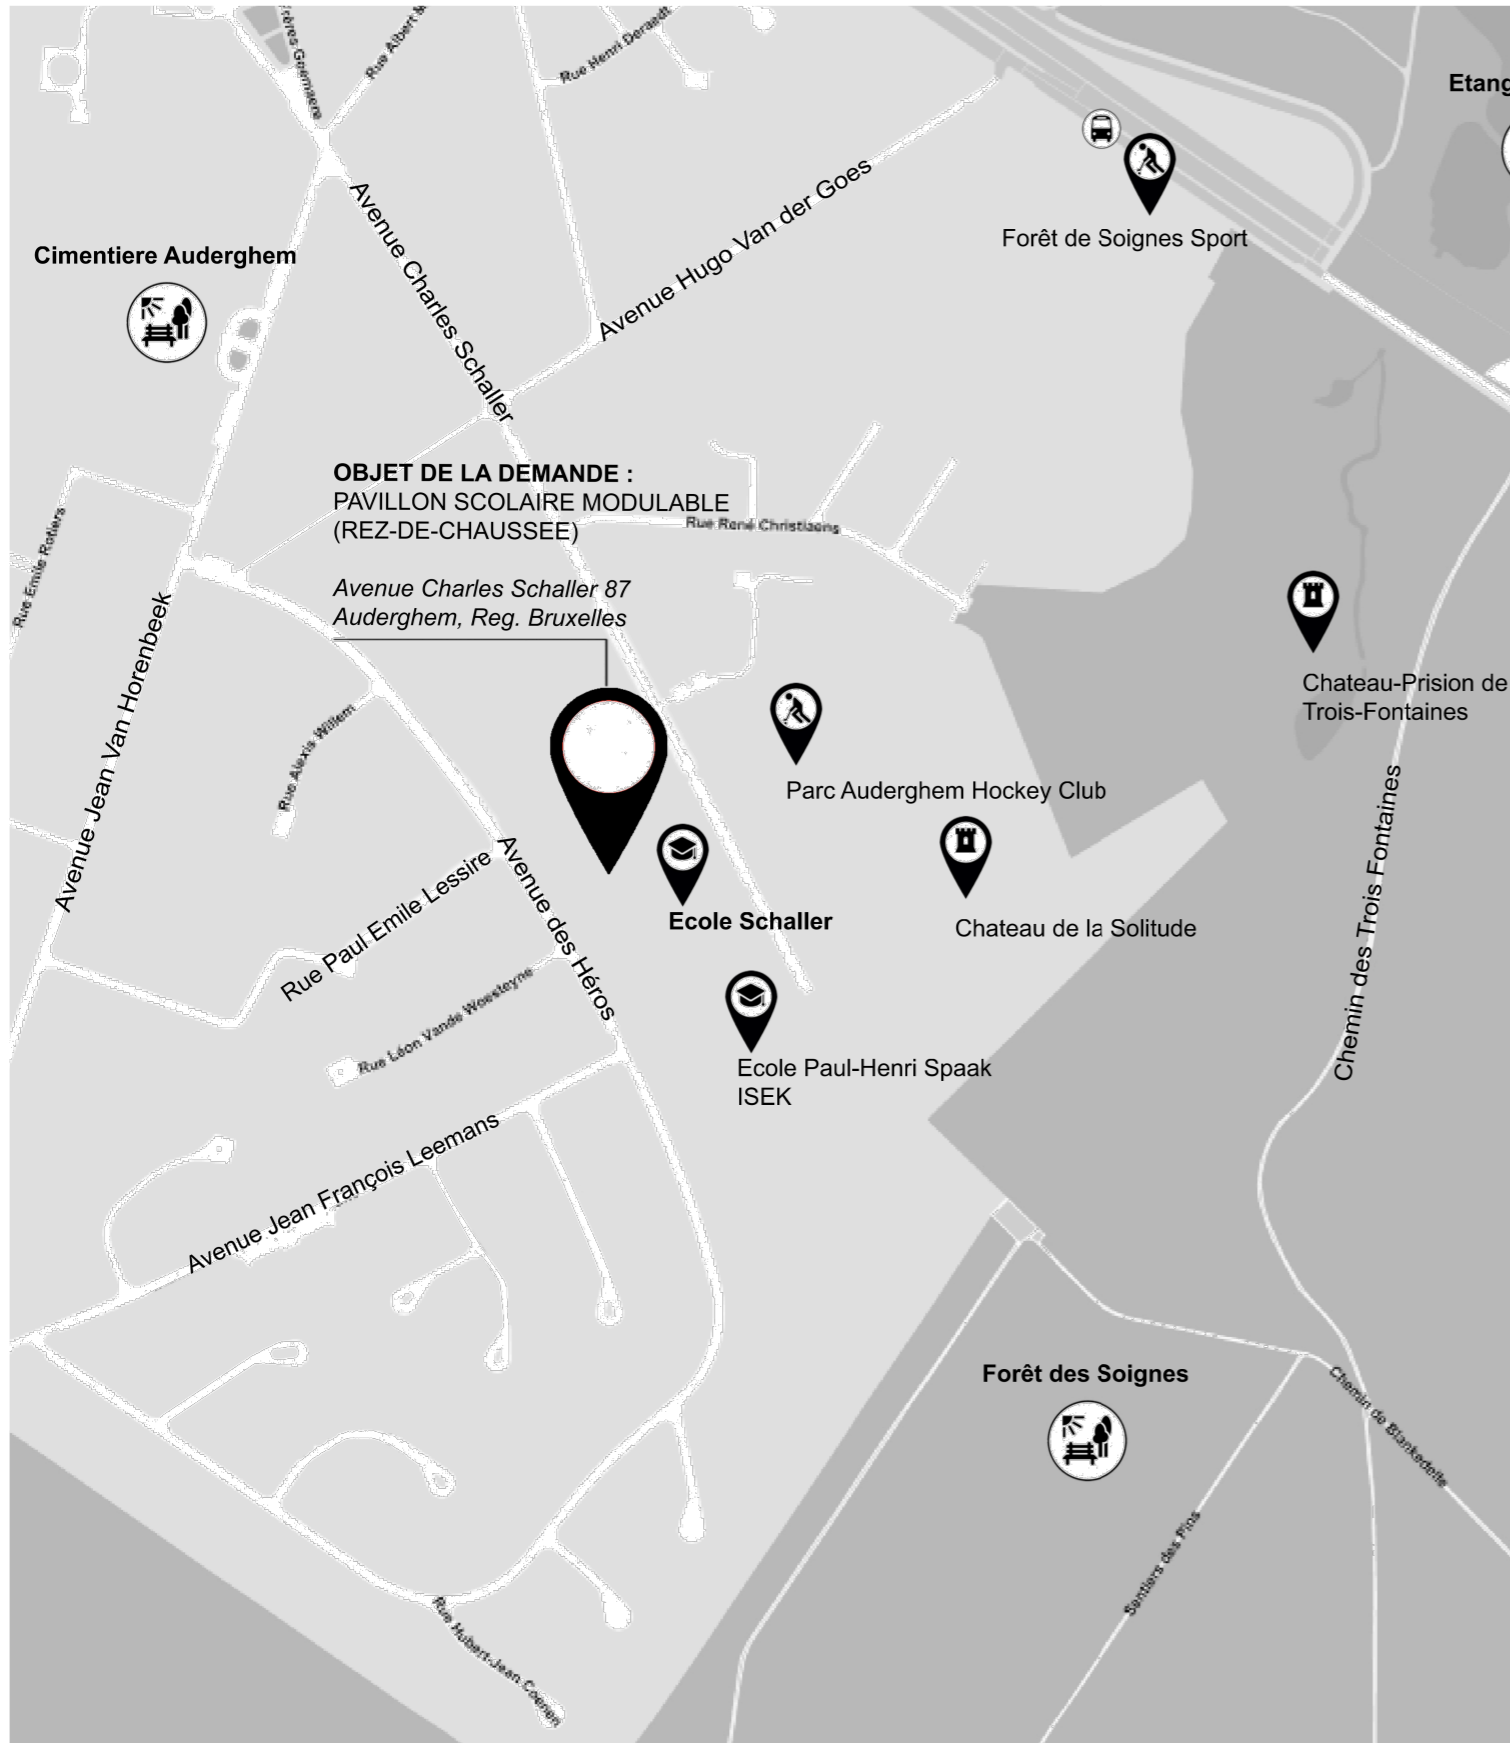 Frères Goemaere
Rue Albert
Rue Henri Deraedt
Etang
Avenue Charles Schaller
Avenue Hugo Van der Goes
Forêt de Soignes Sport
Cimentiere Auderghem
OBJET DE LA DEMANDE :
PAVILLON SCOLAIRE MODULABLE
(REZ-DE-CHAUSSEE)
Avenue Charles Schaller 87
Auderghem, Reg. Bruxelles
Rue René Christiaens
Rue Emile Rotiers
Avenue Jean Van Horenbeek
Rue Alexis Willem
Chateau-Prision de
Trois-Fontaines
Parc Auderghem Hockey Club
Rue Paul Emile Lessire
Avenue des Héros
Ecole Schaller
Chateau de la Solitude
Chemin des Trois Fontaines
Rue Léon Vande Woesteyne
Ecole Paul-Henri Spaak
ISEK
Avenue Jean François Leemans
Forêt des Soignes
Chemin de Blankedelle
Sentiers des Pins
Rue Hubert-Jean Coenen